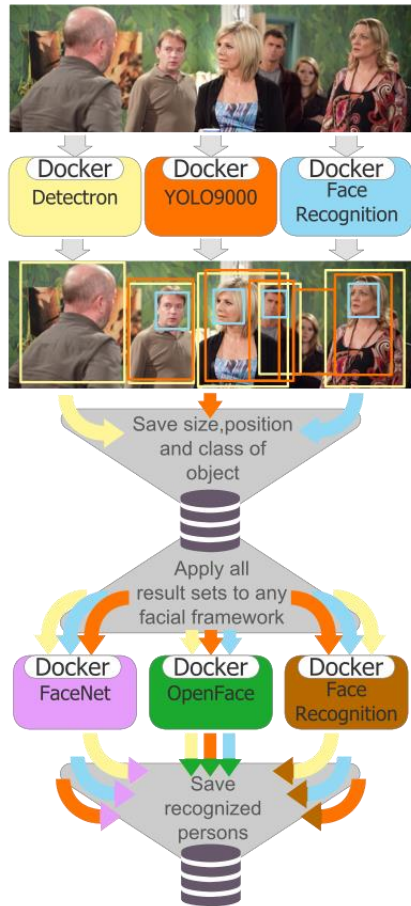 Docker Docker Docker
Detectron YOLO9000 Face
Recognition
Save size,position
and class of
object
Apply all
result sets to any
facial framework
Docker Docker Docker
FaceNet OpenFace Face
Recognition
Save
recognized
persons